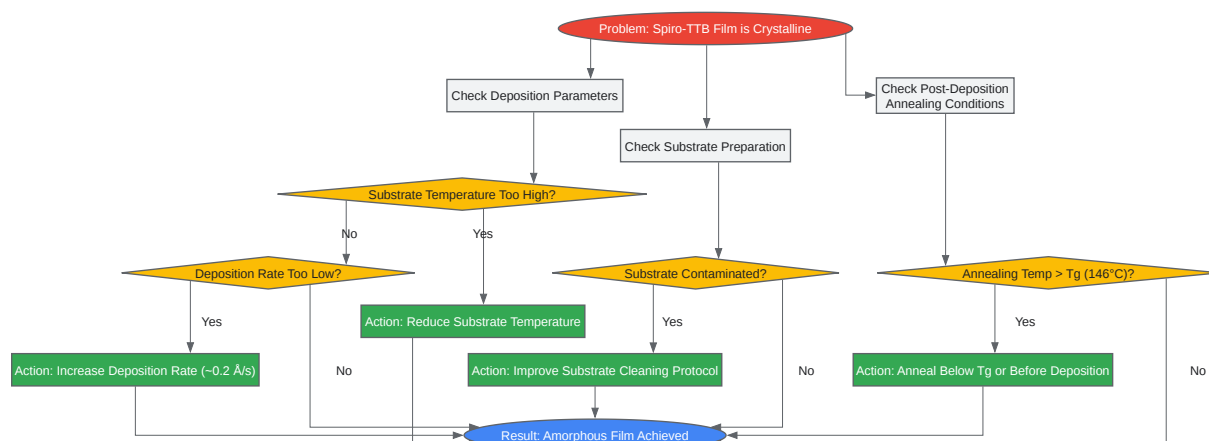 Problem: Spiro-TTB Film is Crystalline
Check Deposition Parameters
Check Post-Deposition
Annealing Conditions
Check Substrate Preparation
Substrate Temperature Too High?
No
Yes
Deposition Rate Too Low?
Substrate Contaminated?
Annealing Temp > Tg (146°C)?
Yes
Action: Reduce Substrate Temperature
Yes
Yes
Action: Increase Deposition Rate (~0.2 Å/s)
No
Action: Improve Substrate Cleaning Protocol
No
Action: Anneal Below Tg or Before Deposition
No
Result: Amorphous Film Achieved